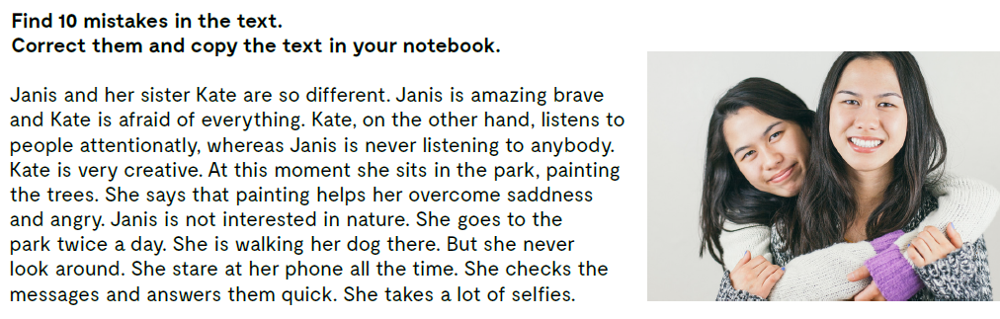 Find 10 mistakes in the text.
Correct them and copy the text in your notebook.
Janis and her sister Kate are so different. Janis is amazing brave
and Kate is afraid of everything. Kate, on the other hand, listens to
people attentionatly, whereas Janis is never listening to anybody.
Kate is very creative. At this moment she sits in the park, painting
the trees. She says that painting helps her overcome saddness
and angry. Janis is not interested in nature. She goes to the
park twice a day. She is walking her dog there. But she never
look around. She stare at her phone all the time. She checks the
messages and answers them quick. She takes a lot of selfies.